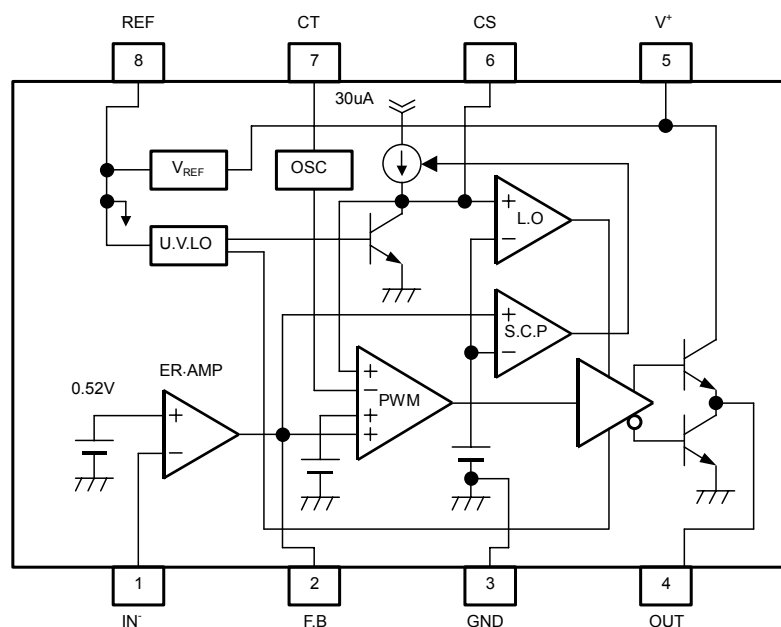 REF CT CS V⁺
8 7 6 5
30uA
VREF OSC
+ L.O
U.V.LO −
+ S.C.P
ER·AMP −
0.52V + PWM
+ −
+
− +
1 2 3 4
IN⁻ F.B GND OUT